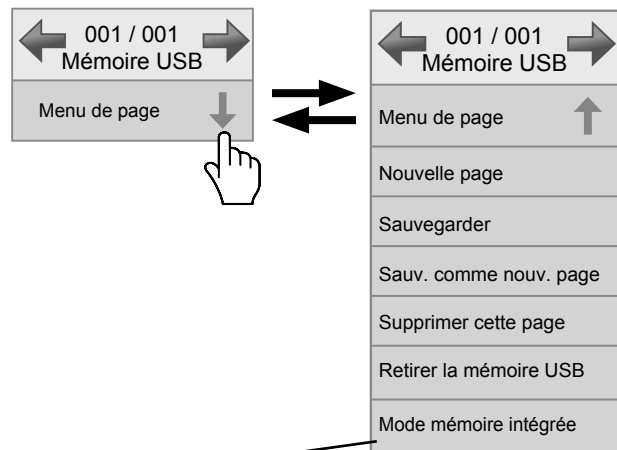 001 / 001
Mémoire USB
Menu de page
001 / 001
Mémoire USB
Menu de page
Nouvelle page
Sauvegarder
Sauv. comme nouv. page
Supprimer cette page
Retirer la mémoire USB
Mode mémoire intégrée